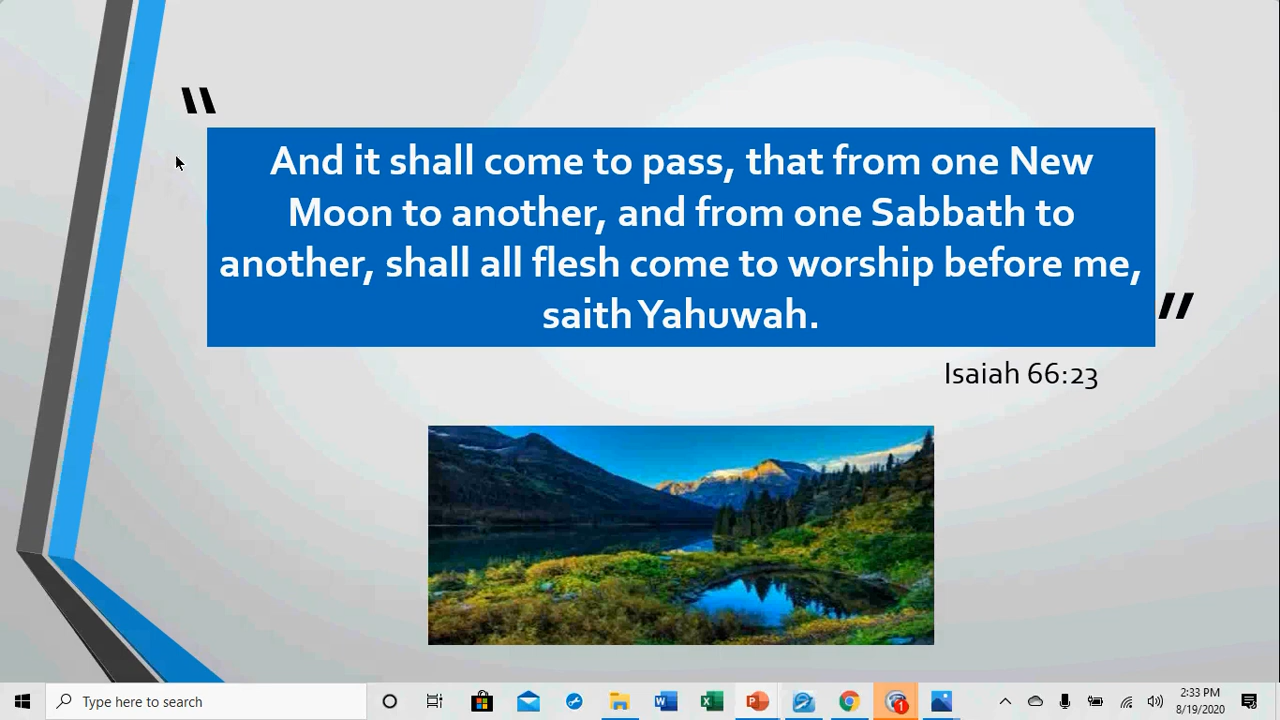 "
And it shall come to pass, that from one New
Moon to another, and from one Sabbath to
another, shall all flesh come to worship before me,
saith Yahuwah.
"
Isaiah 66:23
Type here to search
2:33 PM
8/19/2020
1